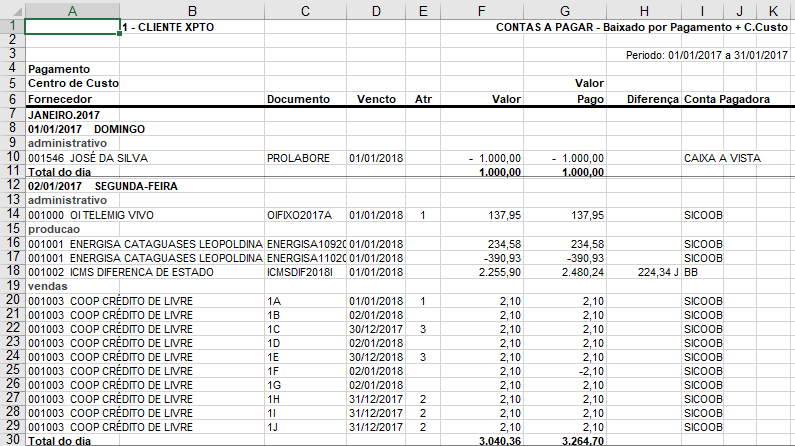 A B C D E F G H I J K
1 1 - CLIENTE XPTO CONTAS A PAGAR - Baixado por Pagamento + C.Custo
2
3 Periodo: 01/01/2017 a 31/01/2017
4 Pagamento
5 Centro de Custo Valor
6 Fornecedor Documento Vencto Atr Valor Pago Diferença Conta Pagadora
7 JANEIRO.2017
8 01/01/2017 DOMINGO
9 administrativo
10 001546 JOSÉ DA SILVA PROLABORE 01/01/2018 - 1.000,00 - 1.000,00 CAIXA A VISTA
11 Total do dia 1.000,00 1.000,00
12 02/01/2017 SEGUNDA-FEIRA
13 administrativo
14 001000 OI TELEMIG VIVO OIFIXO2017A 01/01/2018 1 137,95 137,95 SICOOB
15 producao
16 001001 ENERGISA CATAGUASES LEOPOLDINA ENERGISA10920 01/01/2018 234,58 234,58 SICOOB
17 001001 ENERGISA CATAGUASES LEOPOLDINA ENERGISA11020 01/01/2018 -390,93 -390,93 SICOOB
18 001002 ICMS DIFERENCA DE ESTADO ICMSDIF2018I 01/01/2018 2.255,90 2.480,24 224,34 J BB
19 vendas
20 001003 COOP CRÉDITO DE LIVRE 1A 01/01/2018 1 2,10 2,10 SICOOB
21 001003 COOP CRÉDITO DE LIVRE 1B 02/01/2018 2,10 2,10 SICOOB
22 001003 COOP CRÉDITO DE LIVRE 1C 30/12/2017 3 2,10 2,10 SICOOB
23 001003 COOP CRÉDITO DE LIVRE 1D 02/01/2018 2,10 2,10 SICOOB
24 001003 COOP CRÉDITO DE LIVRE 1E 30/12/2018 3 2,10 2,10 SICOOB
25 001003 COOP CRÉDITO DE LIVRE 1F 02/01/2018 2,10 -2,10 SICOOB
26 001003 COOP CRÉDITO DE LIVRE 1G 02/01/2018 2,10 2,10 SICOOB
27 001003 COOP CRÉDITO DE LIVRE 1H 31/12/2017 2 2,10 2,10 SICOOB
28 001003 COOP CRÉDITO DE LIVRE 1I 31/12/2017 2 2,10 2,10 SICOOB
29 001003 COOP CRÉDITO DE LIVRE 1J 31/12/2017 2 2,10 2,10 SICOOB
30 Total do dia 3.040,36 3.264,70